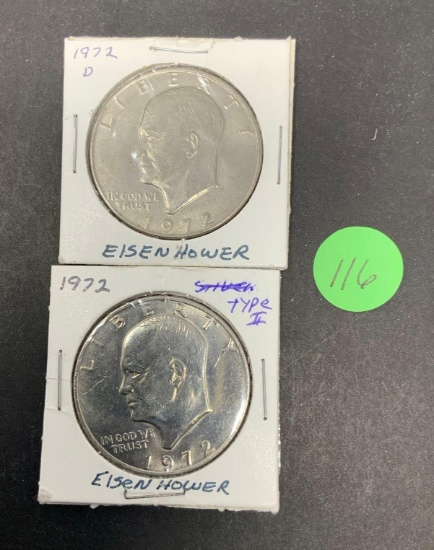 1972
D
LIBERTY
IN GOD WE
TRUST
1972
EISENHOWER
116
1972
TYPE
II
LIBERTY
IN GOD WE
TRUST
1972
EISENHOWER